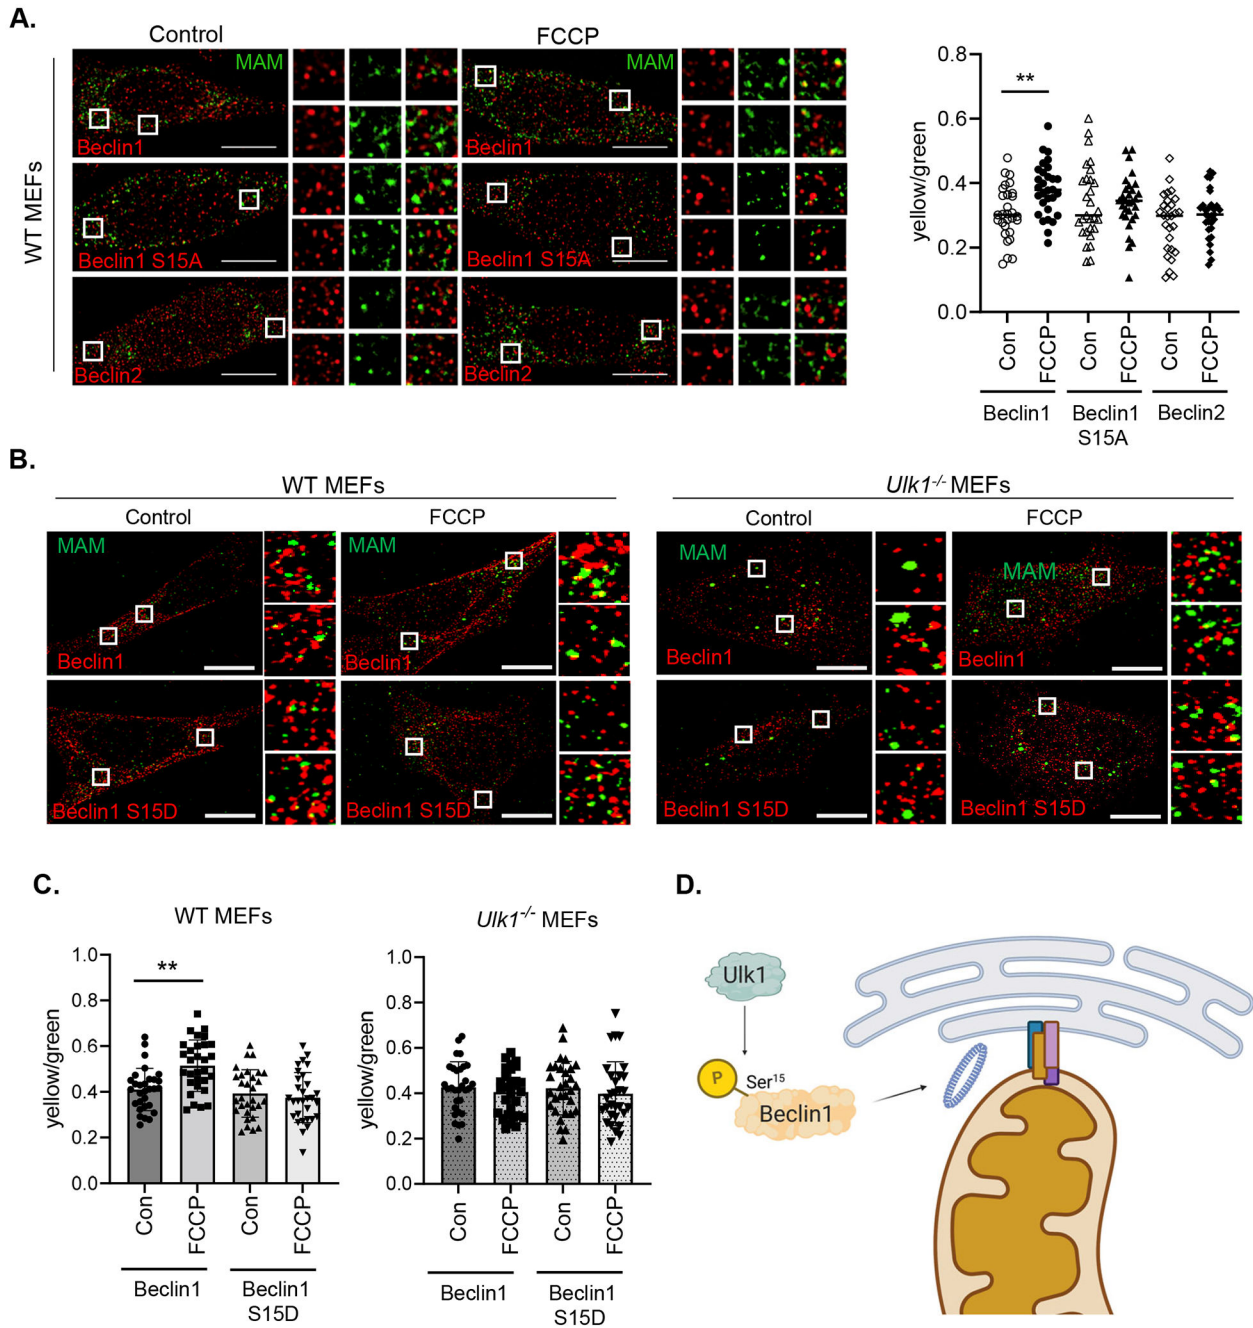 A.
Control
FCCP
WT MEFs
MAM
Beclin1
MAM
Beclin1
Beclin1 S15A
Beclin1 S15A
Beclin2
Beclin2
yellow/green
0.8
0.6
0.4
0.2
0.0
**
Con
FCCP
Con
FCCP
Con
FCCP
Beclin1
Beclin1
S15A
Beclin2
B.
WT MEFs
Ulk1-/- MEFs
Control
FCCP
Control
FCCP
MAM
Beclin1
MAM
Beclin1
MAM
Beclin1
MAM
Beclin1
Beclin1 S15D
Beclin1 S15D
Beclin1 S15D
Beclin1 S15D
C.
WT MEFs
yellow/green
1.0
0.8
0.6
0.4
0.2
0.0
**
Con
FCCP
Con
FCCP
Beclin1
Beclin1
S15D
Ulk1-/- MEFs
yellow/green
1.0
0.8
0.6
0.4
0.2
0.0
Con
FCCP
Con
FCCP
Beclin1
Beclin1
S15D
D.
Ulk1
P
Ser15
Beclin1